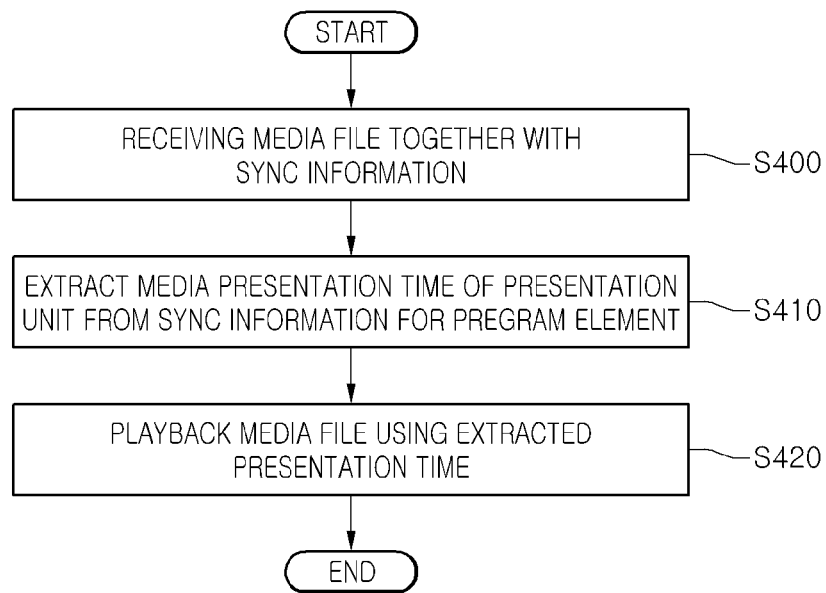 START
RECEIVING MEDIA FILE TOGETHER WITH
SYNC INFORMATION
S400
EXTRACT MEDIA PRESENTATION TIME OF PRESENTATION
UNIT FROM SYNC INFORMATION FOR PREGRAM ELEMENT
S410
PLAYBACK MEDIA FILE USING EXTRACTED
PRESENTATION TIME
S420
END